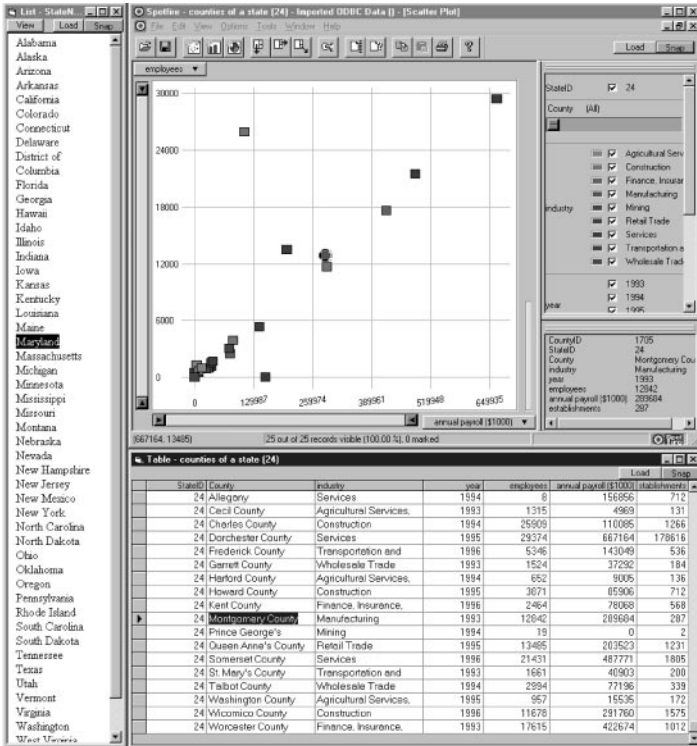 List - StateN...
View Load Snap
Alabama
Alaska
Arizona
Arkansas
California
Colorado
Connecticut
Delaware
District of
Columbia
Florida
Georgia
Hawaii
Idaho
Illinois
Indiana
Iowa
Kansas
Kentucky
Louisiana
Maine
Maryland
Massachusetts
Michigan
Minnesota
Mississippi
Missouri
Montana
Nebraska
Nevada
New Hampshire
New Jersey
New Mexico
New York
North Carolina
North Dakota
Ohio
Oklahoma
Oregon
Pennsylvania
Rhode Island
South Carolina
South Dakota
Tennessee
Texas
Utah
Vermont
Virginia
Washington
West Virginia
Spotfire - counties of a state (24) - Imported ODBC Data () - [Scatter Plot]
File Edit View Options Tools Window Help
Load Snap
employees
30000
24000
18000
12000
6000
0
0 129987 259974 389961 519948 649935
annual payroll ($1000)
(667164, 13485) 25 out of 25 records visible (100.00 %), 0 marked
StateID 24
County (All)
industry
Agricultural Serv
Construction
Finance, Insurar
Manufacturing
Mining
Retail Trade
Services
Transportation a
Wholesale Trad
year
1993
1994
1995
CountyID 1705
StateID 24
County Montgomery Cou
industry Manufacturing
year 1993
employees 12842
annual payroll ($1000) 289684
establishments 287
Table - counties of a state (24)
Load Snap
StateID County industry year employees annual payroll ($1000) stablishments
24 Allegany Services 1994 8 156856 712
24 Cecil County Agricultural Services, 1993 1315 4969 131
24 Charles County Construction 1994 25909 110085 1266
24 Dorchester County Services 1995 29374 667164 178616
24 Frederick County Transportation and 1996 5346 143049 536
24 Garrett County Wholesale Trade 1993 1524 37292 184
24 Harford County Agricultural Services, 1994 652 9005 136
24 Howard County Construction 1995 3871 85906 712
24 Kent County Finance, Insurance, 1996 2464 78068 568
24 Montgomery County Manufacturing 1993 12842 289684 287
24 Prince George's Mining 1994 19 0 2
24 Queen Anne's County Retail Trade 1995 13485 203523 1231
24 Somerset County Services 1996 21431 487771 1805
24 St. Mary's County Transportation and 1993 1661 40903 200
24 Talbot County Wholesale Trade 1994 2994 77196 339
24 Washington County Agricultural Services, 1995 957 15535 172
24 Wicomico County Construction 1996 11678 291760 1575
24 Worcester County Finance, Insurance, 1993 17615 422674 1012